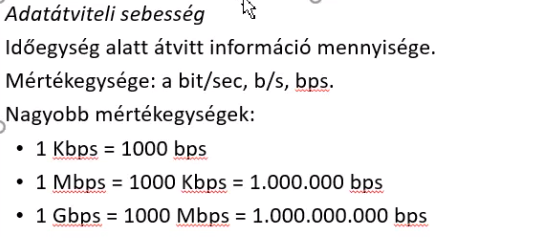 Adatátviteli sebesség
Időegység alatt átvitt információ mennyisége.
Mértékegysége: a bit/sec, b/s, bps.
Nagyobb mértékegységek:
• 1 Kbps = 1000 bps
• 1 Mbps = 1000 Kbps = 1.000.000 bps
• 1 Gbps = 1000 Mbps = 1.000.000.000 bps